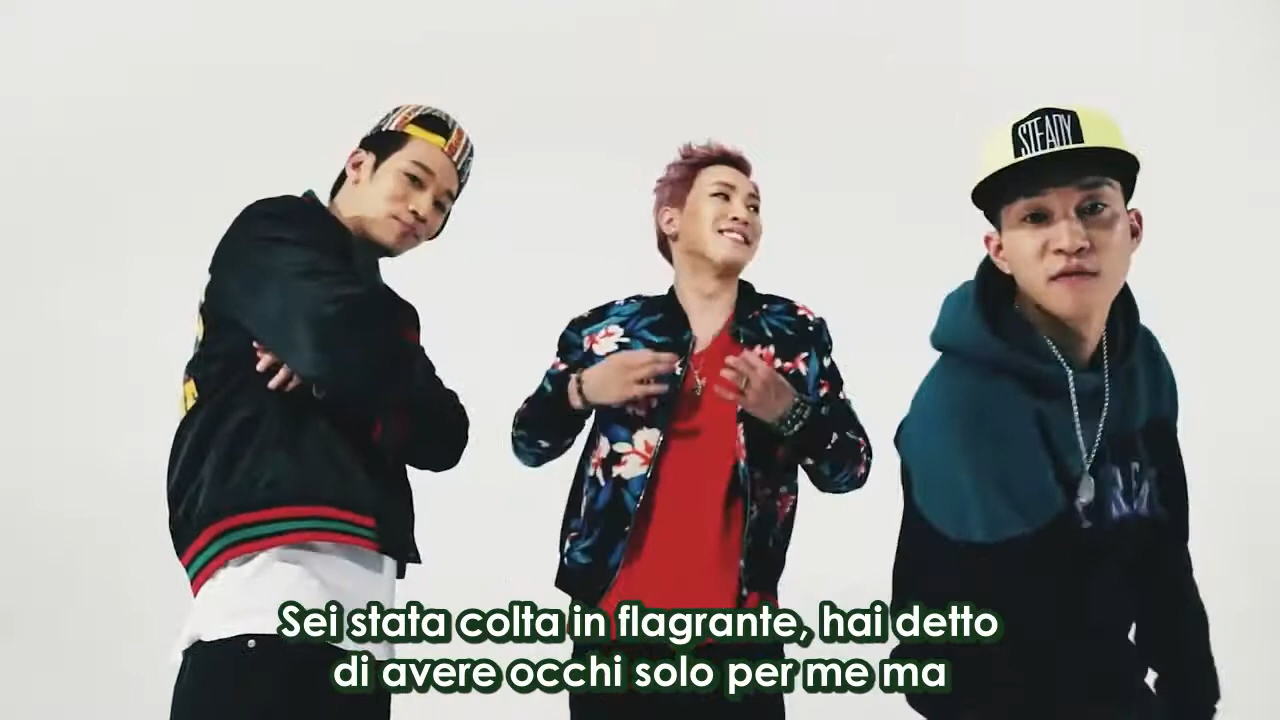 STEADY
Sei stata colta in flagrante, hai detto
di avere occhi solo per me ma